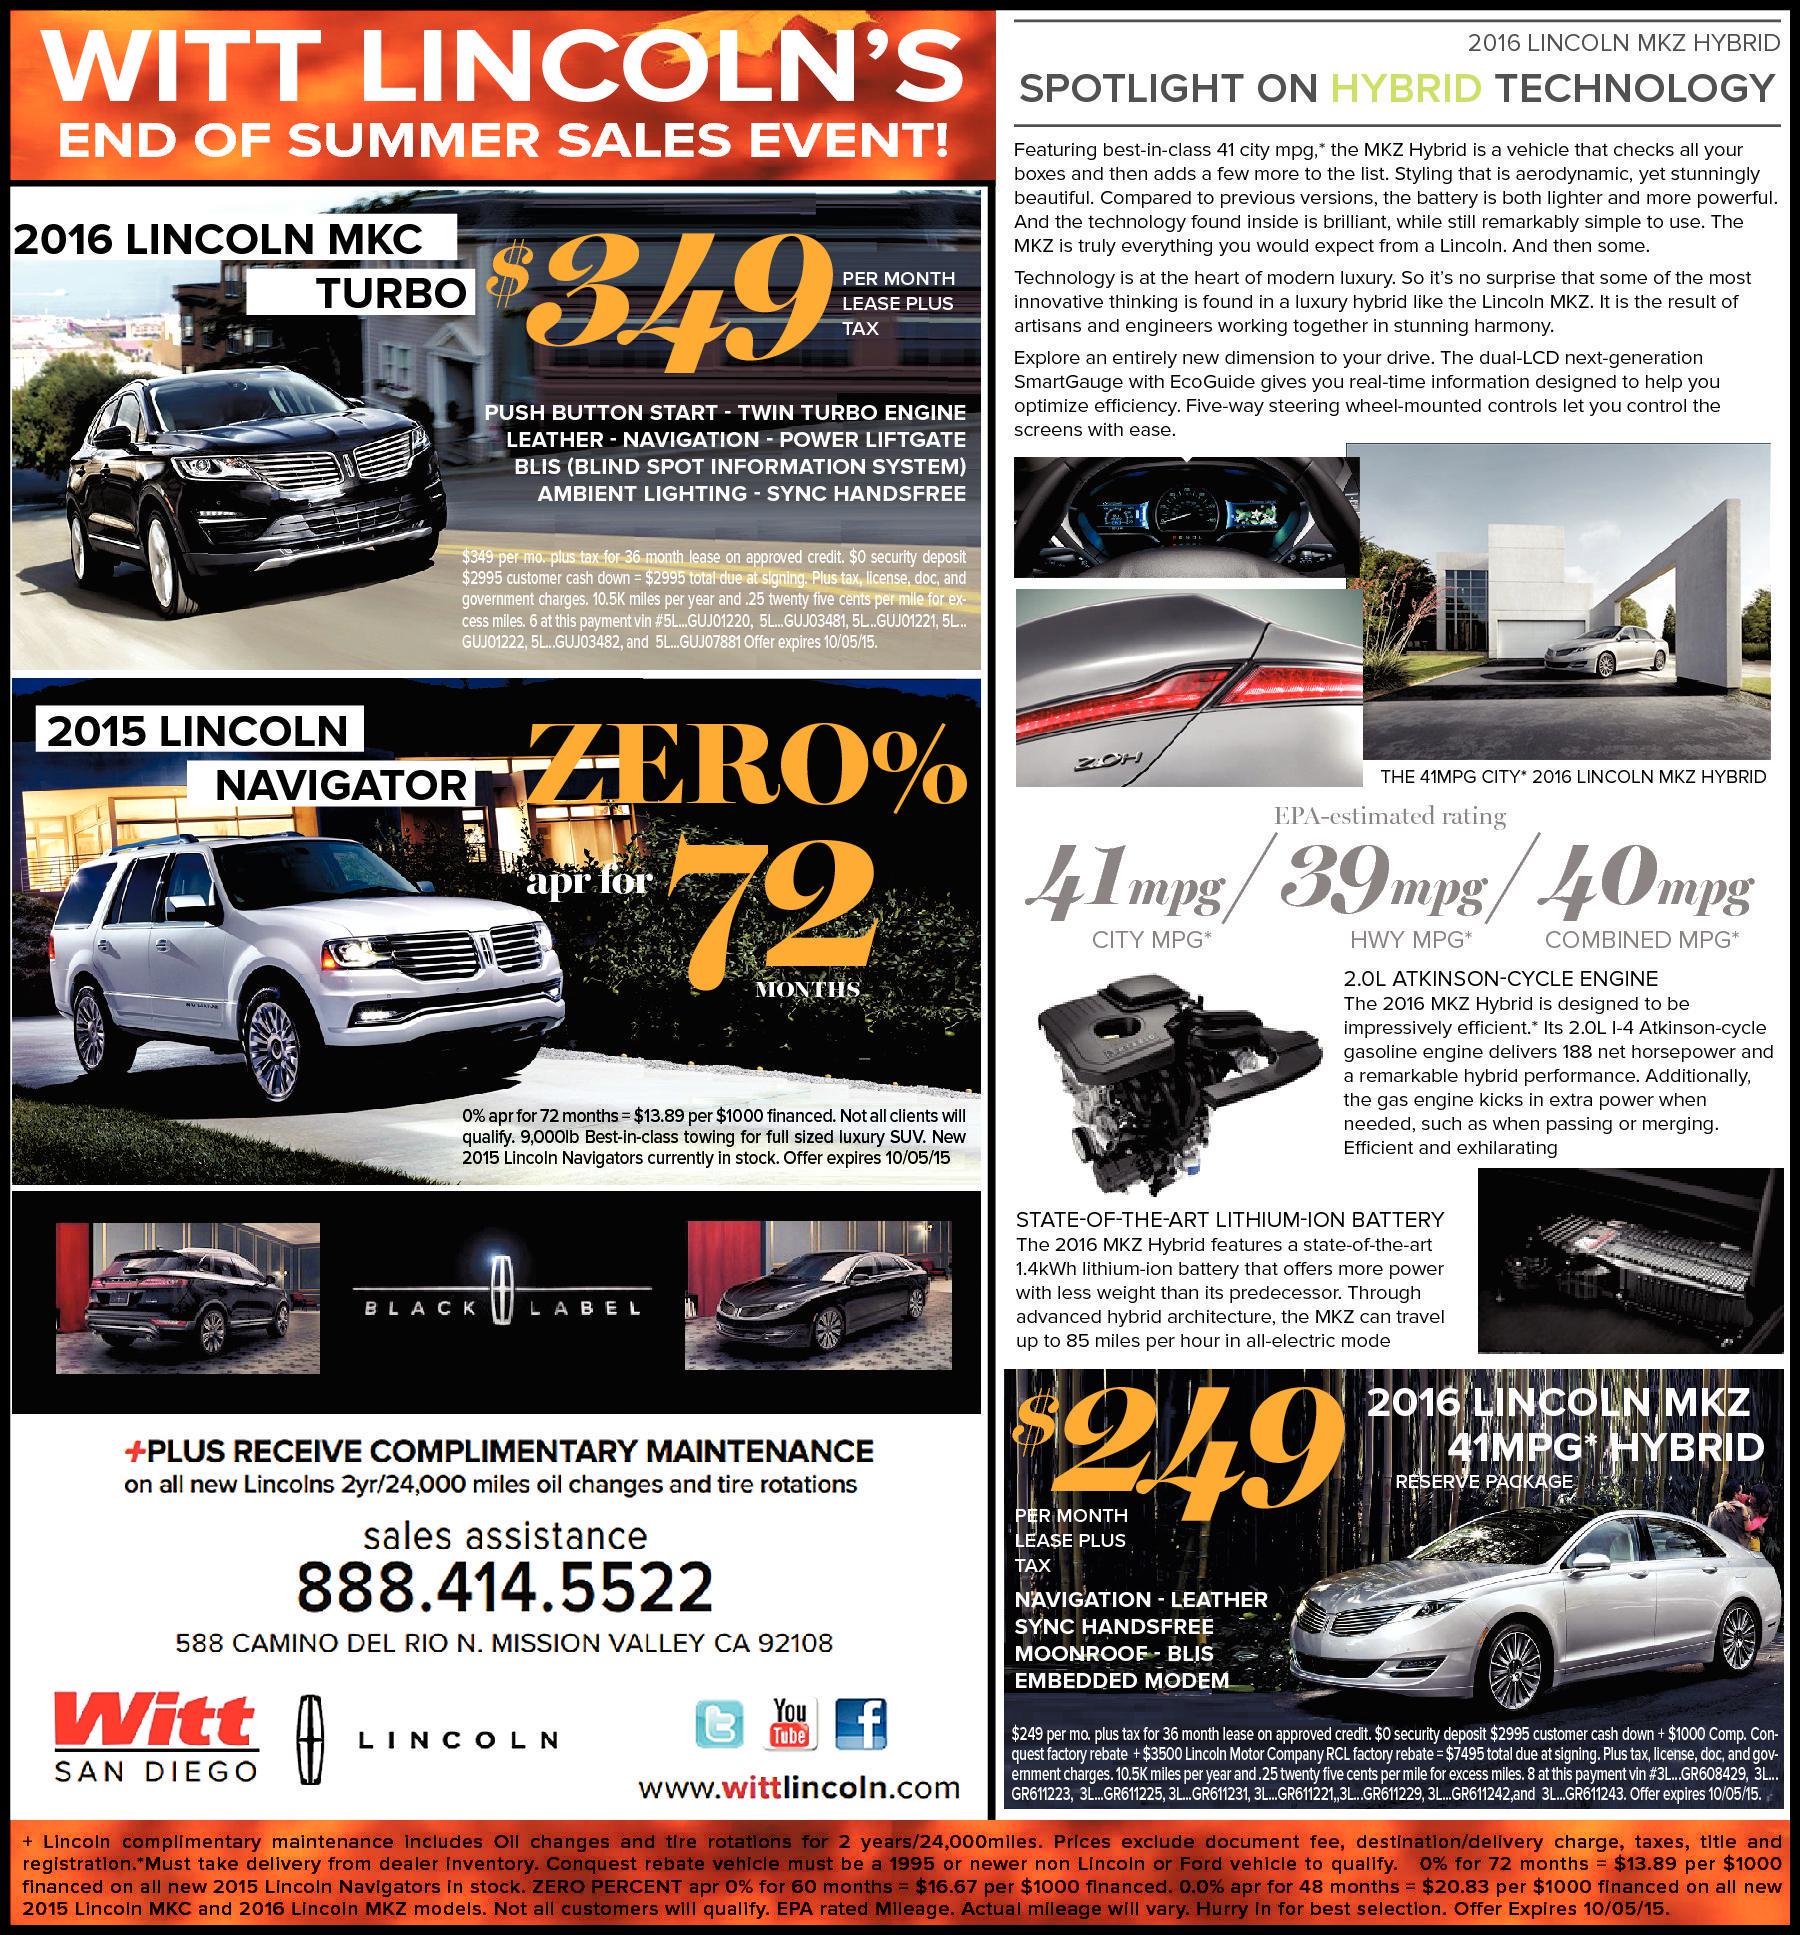 WITT LINCOLN'S
END OF SUMMER SALES EVENT!
2016 LINCOLN MKC
TURBO
$349
PER MONTH
LEASE PLUS
TAX
PUSH BUTTON START - TWIN TURBO ENGINE
LEATHER - NAVIGATION - POWER LIFTGATE
BLIS (BLIND SPOT INFORMATION SYSTEM)
AMBIENT LIGHTING - SYNC HANDSFREE
$349 per mo. plus tax for 36 month lease on approved credit. $0 security deposit
$2995 customer cash down = $2995 total due at signing. Plus tax, license, doc, and
government charges. 10.5K miles per year and .25 twenty five cents per mile for ex-
cess miles. 6 at this payment vin #5L...GUJ01220, 5L...GUJ03481, 5L...GUJ01221, 5L...
GUJ01222, 5L...GUJ03482, and 5L...GUJ07881 Offer expires 10/05/15.
2015 LINCOLN
NAVIGATOR
ZERO%
apr for 72
MONTHS
0% apr for 72 months = $13.89 per $1000 financed. Not all clients will
qualify. 9,000lb Best-in-class towing for full sized luxury SUV. New
2015 Lincoln Navigators currently in stock. Offer expires 10/05/15
BLACK LABEL
+PLUS RECEIVE COMPLIMENTARY MAINTENANCE
on all new Lincolns 2yr/24,000 miles oil changes and tire rotations
sales assistance
888.414.5522
588 CAMINO DEL RIO N. MISSION VALLEY CA 92108
Witt
SAN DIEGO
LINCOLN
t
You
Tube
f
www.wittlincoln.com
2016 LINCOLN MKZ HYBRID
SPOTLIGHT ON HYBRID TECHNOLOGY
Featuring best-in-class 41 city mpg,* the MKZ Hybrid is a vehicle that checks all your
boxes and then adds a few more to the list. Styling that is aerodynamic, yet stunningly
beautiful. Compared to previous versions, the battery is both lighter and more powerful.
And the technology found inside is brilliant, while still remarkably simple to use. The
MKZ is truly everything you would expect from a Lincoln. And then some.
Technology is at the heart of modern luxury. So it's no surprise that some of the most
innovative thinking is found in a luxury hybrid like the Lincoln MKZ. It is the result of
artisans and engineers working together in stunning harmony.
Explore an entirely new dimension to your drive. The dual-LCD next-generation
SmartGauge with EcoGuide gives you real-time information designed to help you
optimize efficiency. Five-way steering wheel-mounted controls let you control the
screens with ease.
2.0H
THE 41MPG CITY* 2016 LINCOLN MKZ HYBRID
EPA-estimated rating
41mpg/ 39mpg/ 40mpg
CITY MPG* HWY MPG* COMBINED MPG*
2.0L ATKINSON-CYCLE ENGINE
The 2016 MKZ Hybrid is designed to be
impressively efficient.* Its 2.0L I-4 Atkinson-cycle
gasoline engine delivers 188 net horsepower and
a remarkable hybrid performance. Additionally,
the gas engine kicks in extra power when
needed, such as when passing or merging.
Efficient and exhilarating
STATE-OF-THE-ART LITHIUM-ION BATTERY
The 2016 MKZ Hybrid features a state-of-the-art
1.4kWh lithium-ion battery that offers more power
with less weight than its predecessor. Through
advanced hybrid architecture, the MKZ can travel
up to 85 miles per hour in all-electric mode
$249
2016 LINCOLN MKZ
41MPG* HYBRID
RESERVE PACKAGE
PER MONTH
LEASE PLUS
TAX
NAVIGATION - LEATHER
SYNC HANDSFREE
MOONROOF - BLIS
EMBEDDED MODEM
$249 per mo. plus tax for 36 month lease on approved credit. $0 security deposit $2995 customer cash down + $1000 Comp. Con-
quest factory rebate + $3500 Lincoln Motor Company RCL factory rebate = $7495 total due at signing. Plus tax, license, doc, and gov-
ernment charges. 10.5K miles per year and .25 twenty five cents per mile for excess miles. 8 at this payment vin #3L...GR608429, 3L...
GR611223, 3L...GR611225, 3L...GR611231, 3L...GR611221,,3L...GR611229, 3L...GR611242,and 3L...GR611243. Offer expires 10/05/15.
+ Lincoln complimentary maintenance includes Oil changes and tire rotations for 2 years/24,000miles. Prices exclude document fee, destination/delivery charge, taxes, title and
registration.*Must take delivery from dealer inventory. Conquest rebate vehicle must be a 1995 or newer non Lincoln or Ford vehicle to qualify. 0% for 72 months = $13.89 per $1000
financed on all new 2015 Lincoln Navigators in stock. ZERO PERCENT apr 0% for 60 months = $16.67 per $1000 financed. 0.0% apr for 48 months = $20.83 per $1000 financed on all new
2015 Lincoln MKC and 2016 Lincoln MKZ models. Not all customers will qualify. EPA rated Mileage. Actual mileage will vary. Hurry in for best selection. Offer Expires 10/05/15.